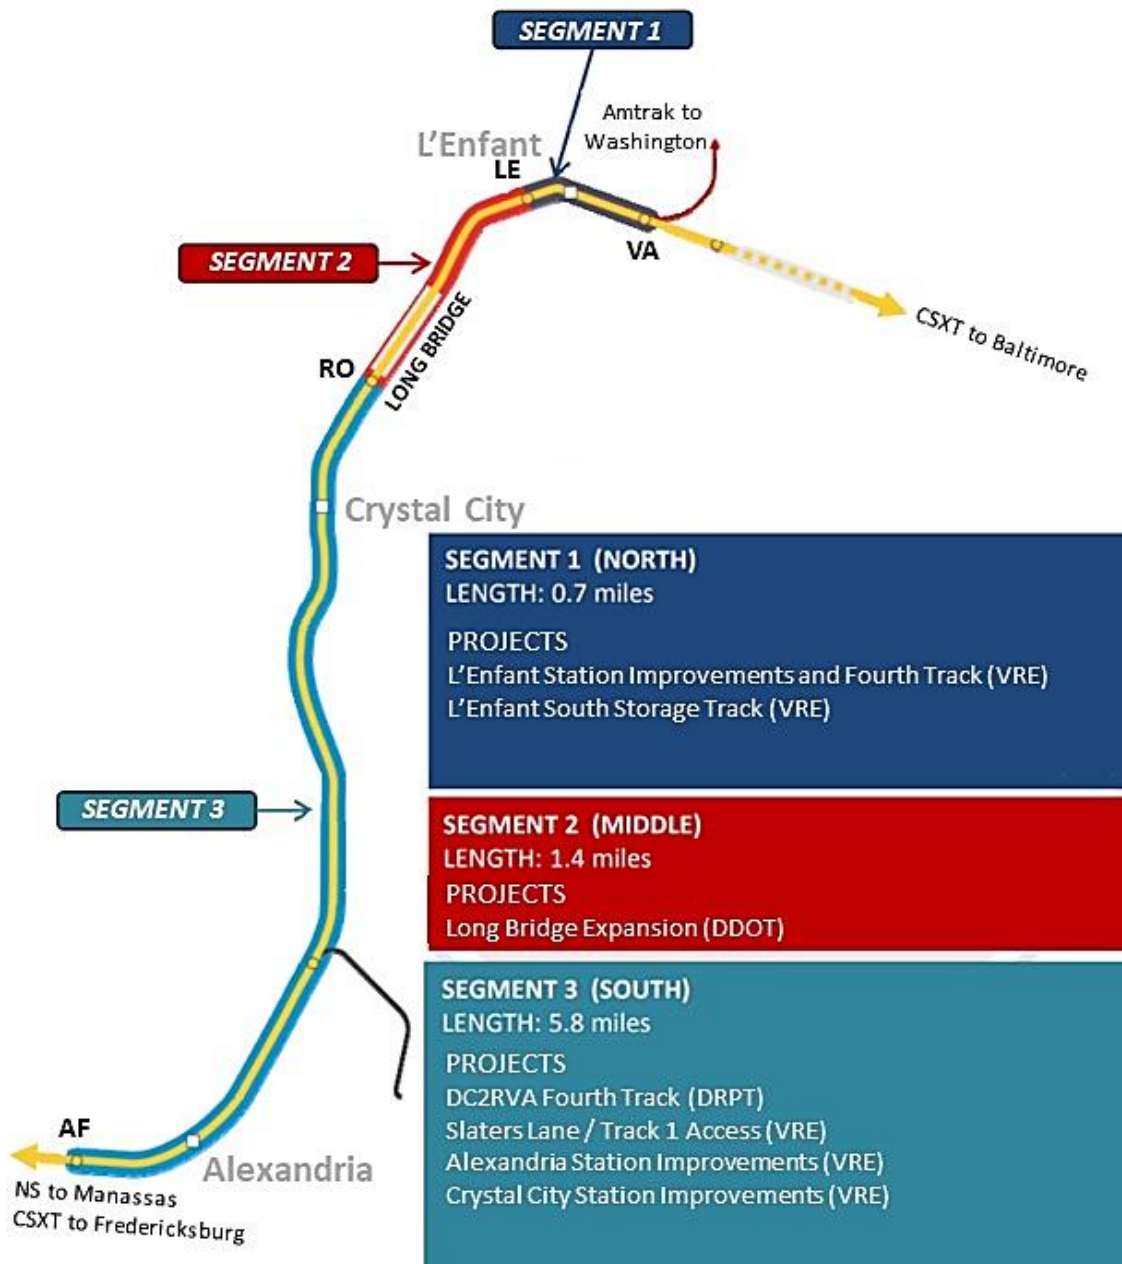 SEGMENT 1
Amtrak to
Washington
L'Enfant
LE
VA
SEGMENT 2
CSXT to Baltimore
LONG BRIDGE
RO
Crystal City
SEGMENT 1 (NORTH)
LENGTH: 0.7 miles
PROJECTS
L'Enfant Station Improvements and Fourth Track (VRE)
L'Enfant South Storage Track (VRE)
SEGMENT 3
SEGMENT 2 (MIDDLE)
LENGTH: 1.4 miles
PROJECTS
Long Bridge Expansion (DDOT)
SEGMENT 3 (SOUTH)
LENGTH: 5.8 miles
PROJECTS
DC2RVA Fourth Track (DRPT)
Slaters Lane / Track 1 Access (VRE)
Alexandria Station Improvements (VRE)
Crystal City Station Improvements (VRE)
AF
Alexandria
NS to Manassas
CSXT to Fredericksburg